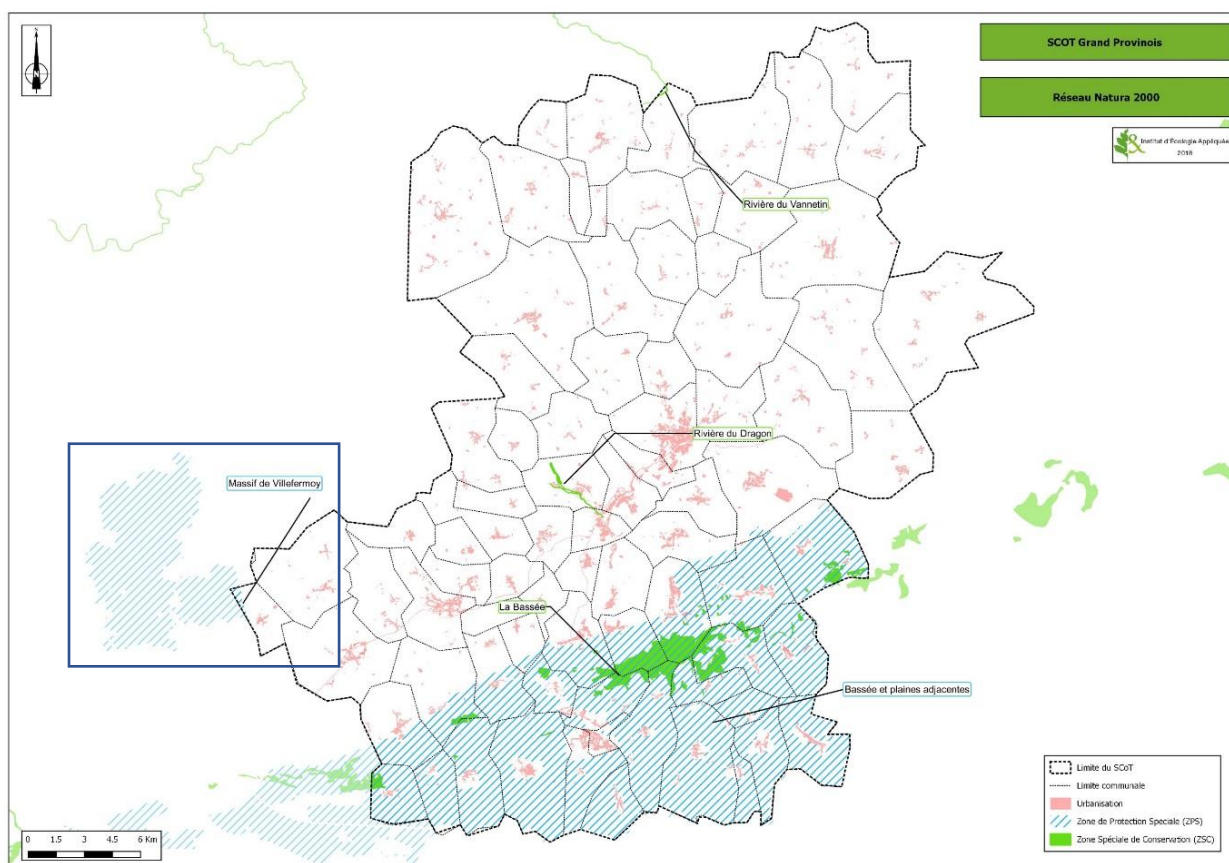 N
SCOT Grand Provinois
Réseau Natura 2000
Institut d'Écologie Appliquée
2018
Rivière du Vannetin
Rivière du Dragon
Massif de Villefermoy
La Bassée
Bassée et plaines adjacentes
Limite du SCoT
Limite communale
Urbanisation
Zone de Protection Speciale (ZPS)
Zone Spéciale de Conservation (ZSC)
0 1.5 3 4.5 6 Km